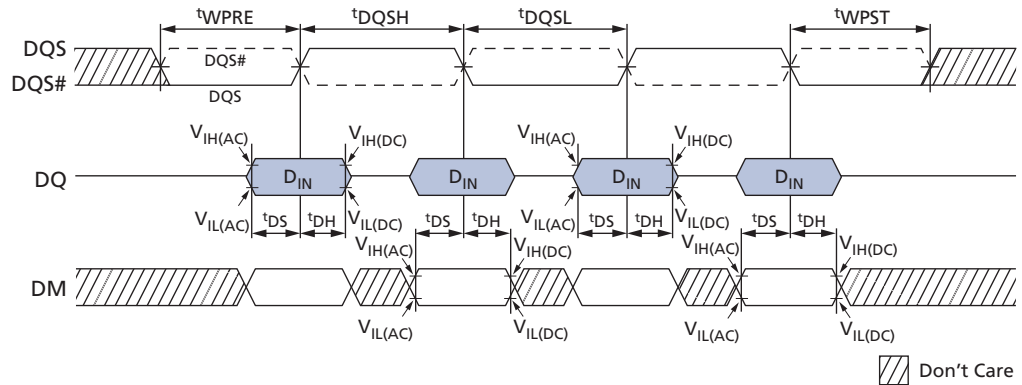 tWPRE tDQSH tDQSL tWPST
DQS
DQS#
DQS#
DQS
VIH(AC) VIH(DC) VIH(AC) VIH(DC)
DQ DIN DIN DIN DIN
VIL(AC) tDS tDH VIL(DC) VIL(AC) tDS tDH VIL(DC)
VIH(AC) tDS tDH VIH(DC) VIH(AC) tDS tDH VIH(DC)
DM
VIL(AC) VIL(DC) VIL(AC) VIL(DC)
Don't Care